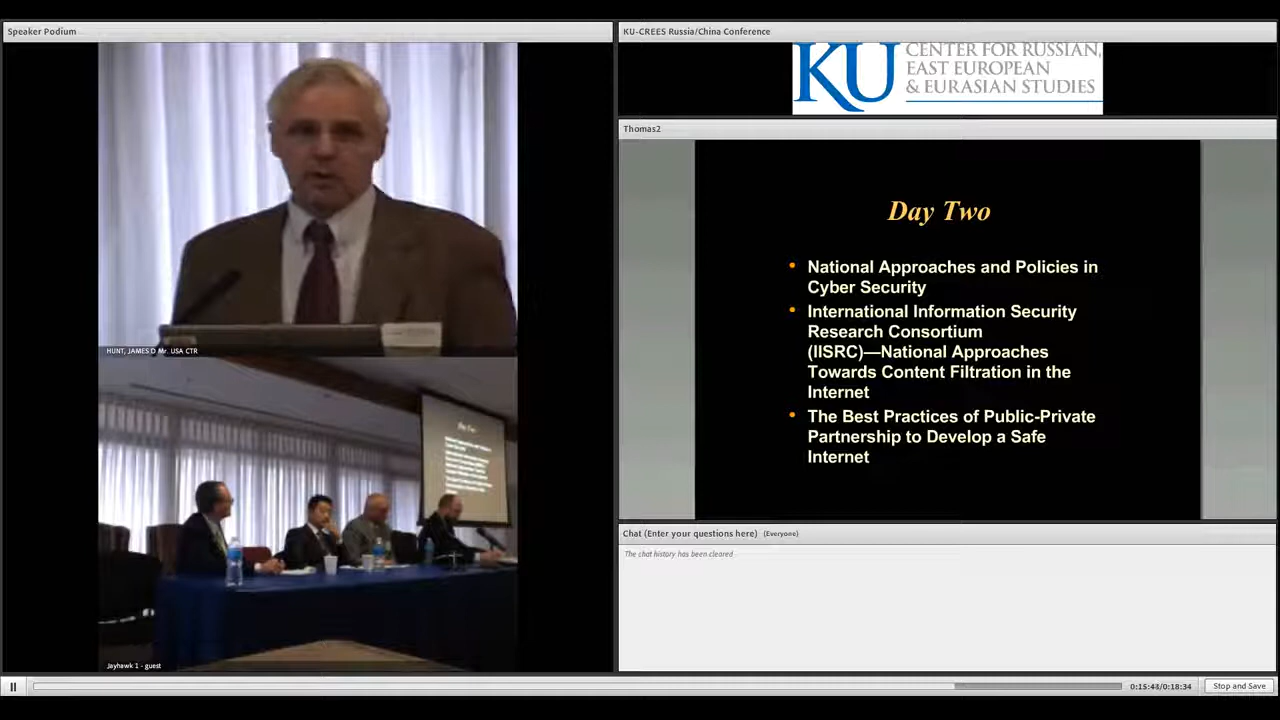 Speaker Podium
HUNT, JAMES D Mr. USA CTR
Jayhawk 1 - guest
KU-CREES Russia/China Conference
KU
CENTER FOR RUSSIAN,
EAST EUROPEAN
& EURASIAN STUDIES
Thomas2
Day Two
• National Approaches and Policies in
Cyber Security
• International Information Security
Research Consortium
(IISRC)—National Approaches
Towards Content Filtration in the
Internet
• The Best Practices of Public-Private
Partnership to Develop a Safe
Internet
Chat (Enter your questions here) (Everyone)
The chat history has been cleared
0:15:44/0:18:34
Stop and Save